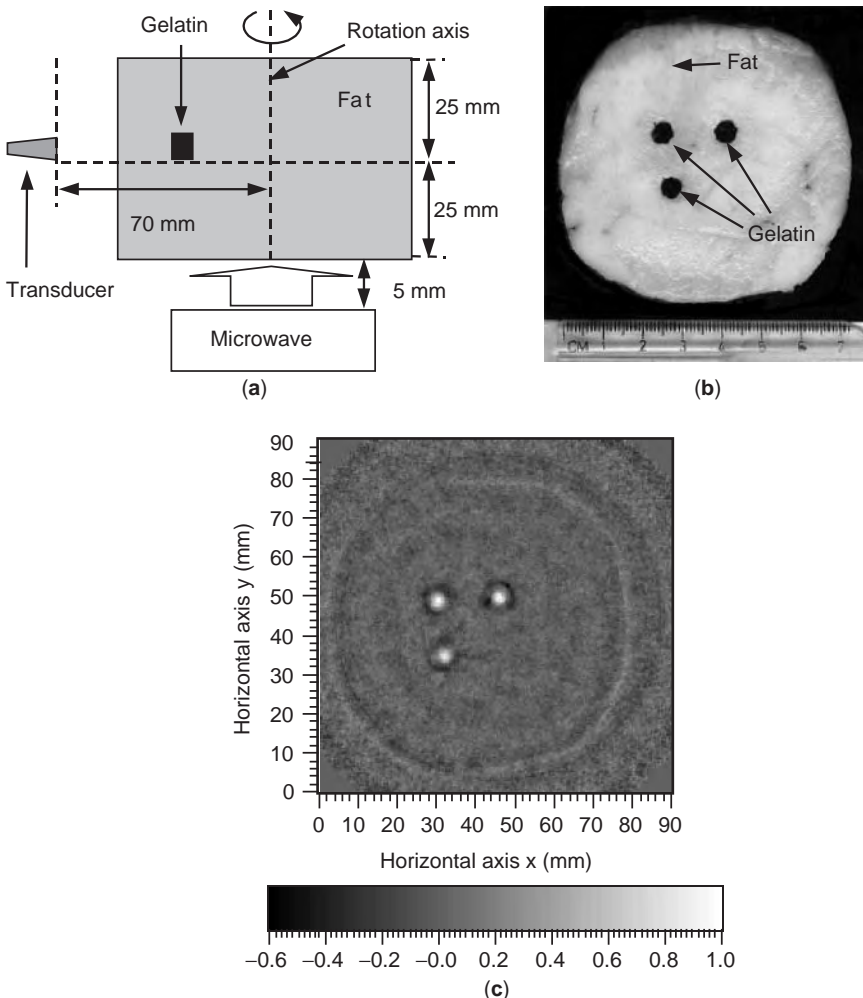 Gelatin
Rotation axis
Fat
25 mm
70 mm
25 mm
Transducer
5 mm
Microwave
(a)
Fat
Gelatin
CM 1 2 3 4 5 6 7
(b)
90
80
70
60
50
40
30
20
10
0
Horizontal axis y (mm)
0 10 20 30 40 50 60 70 80 90
Horizontal axis x (mm)
−0.6 −0.4 −0.2 −0.0 0.2 0.4 0.6 0.8 1.0
(c)